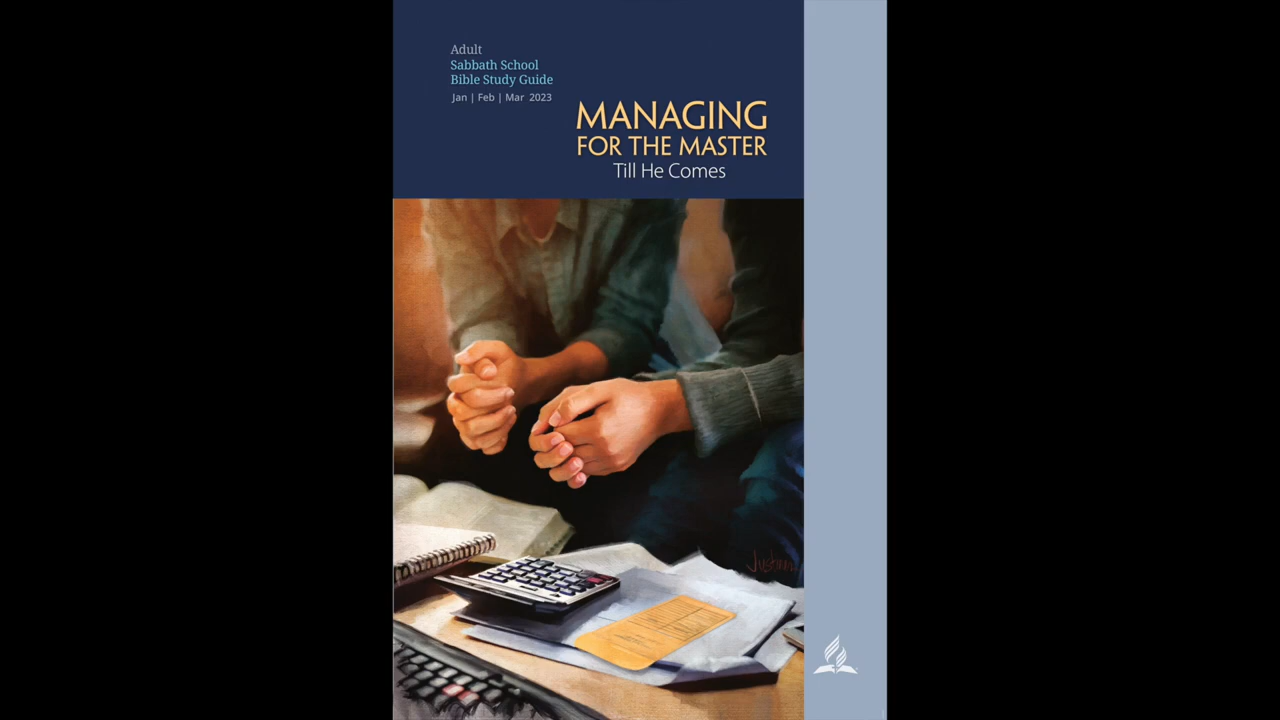 Adult
Sabbath School
Bible Study Guide
Jan | Feb | Mar 2023
MANAGING
FOR THE MASTER
Till He Comes